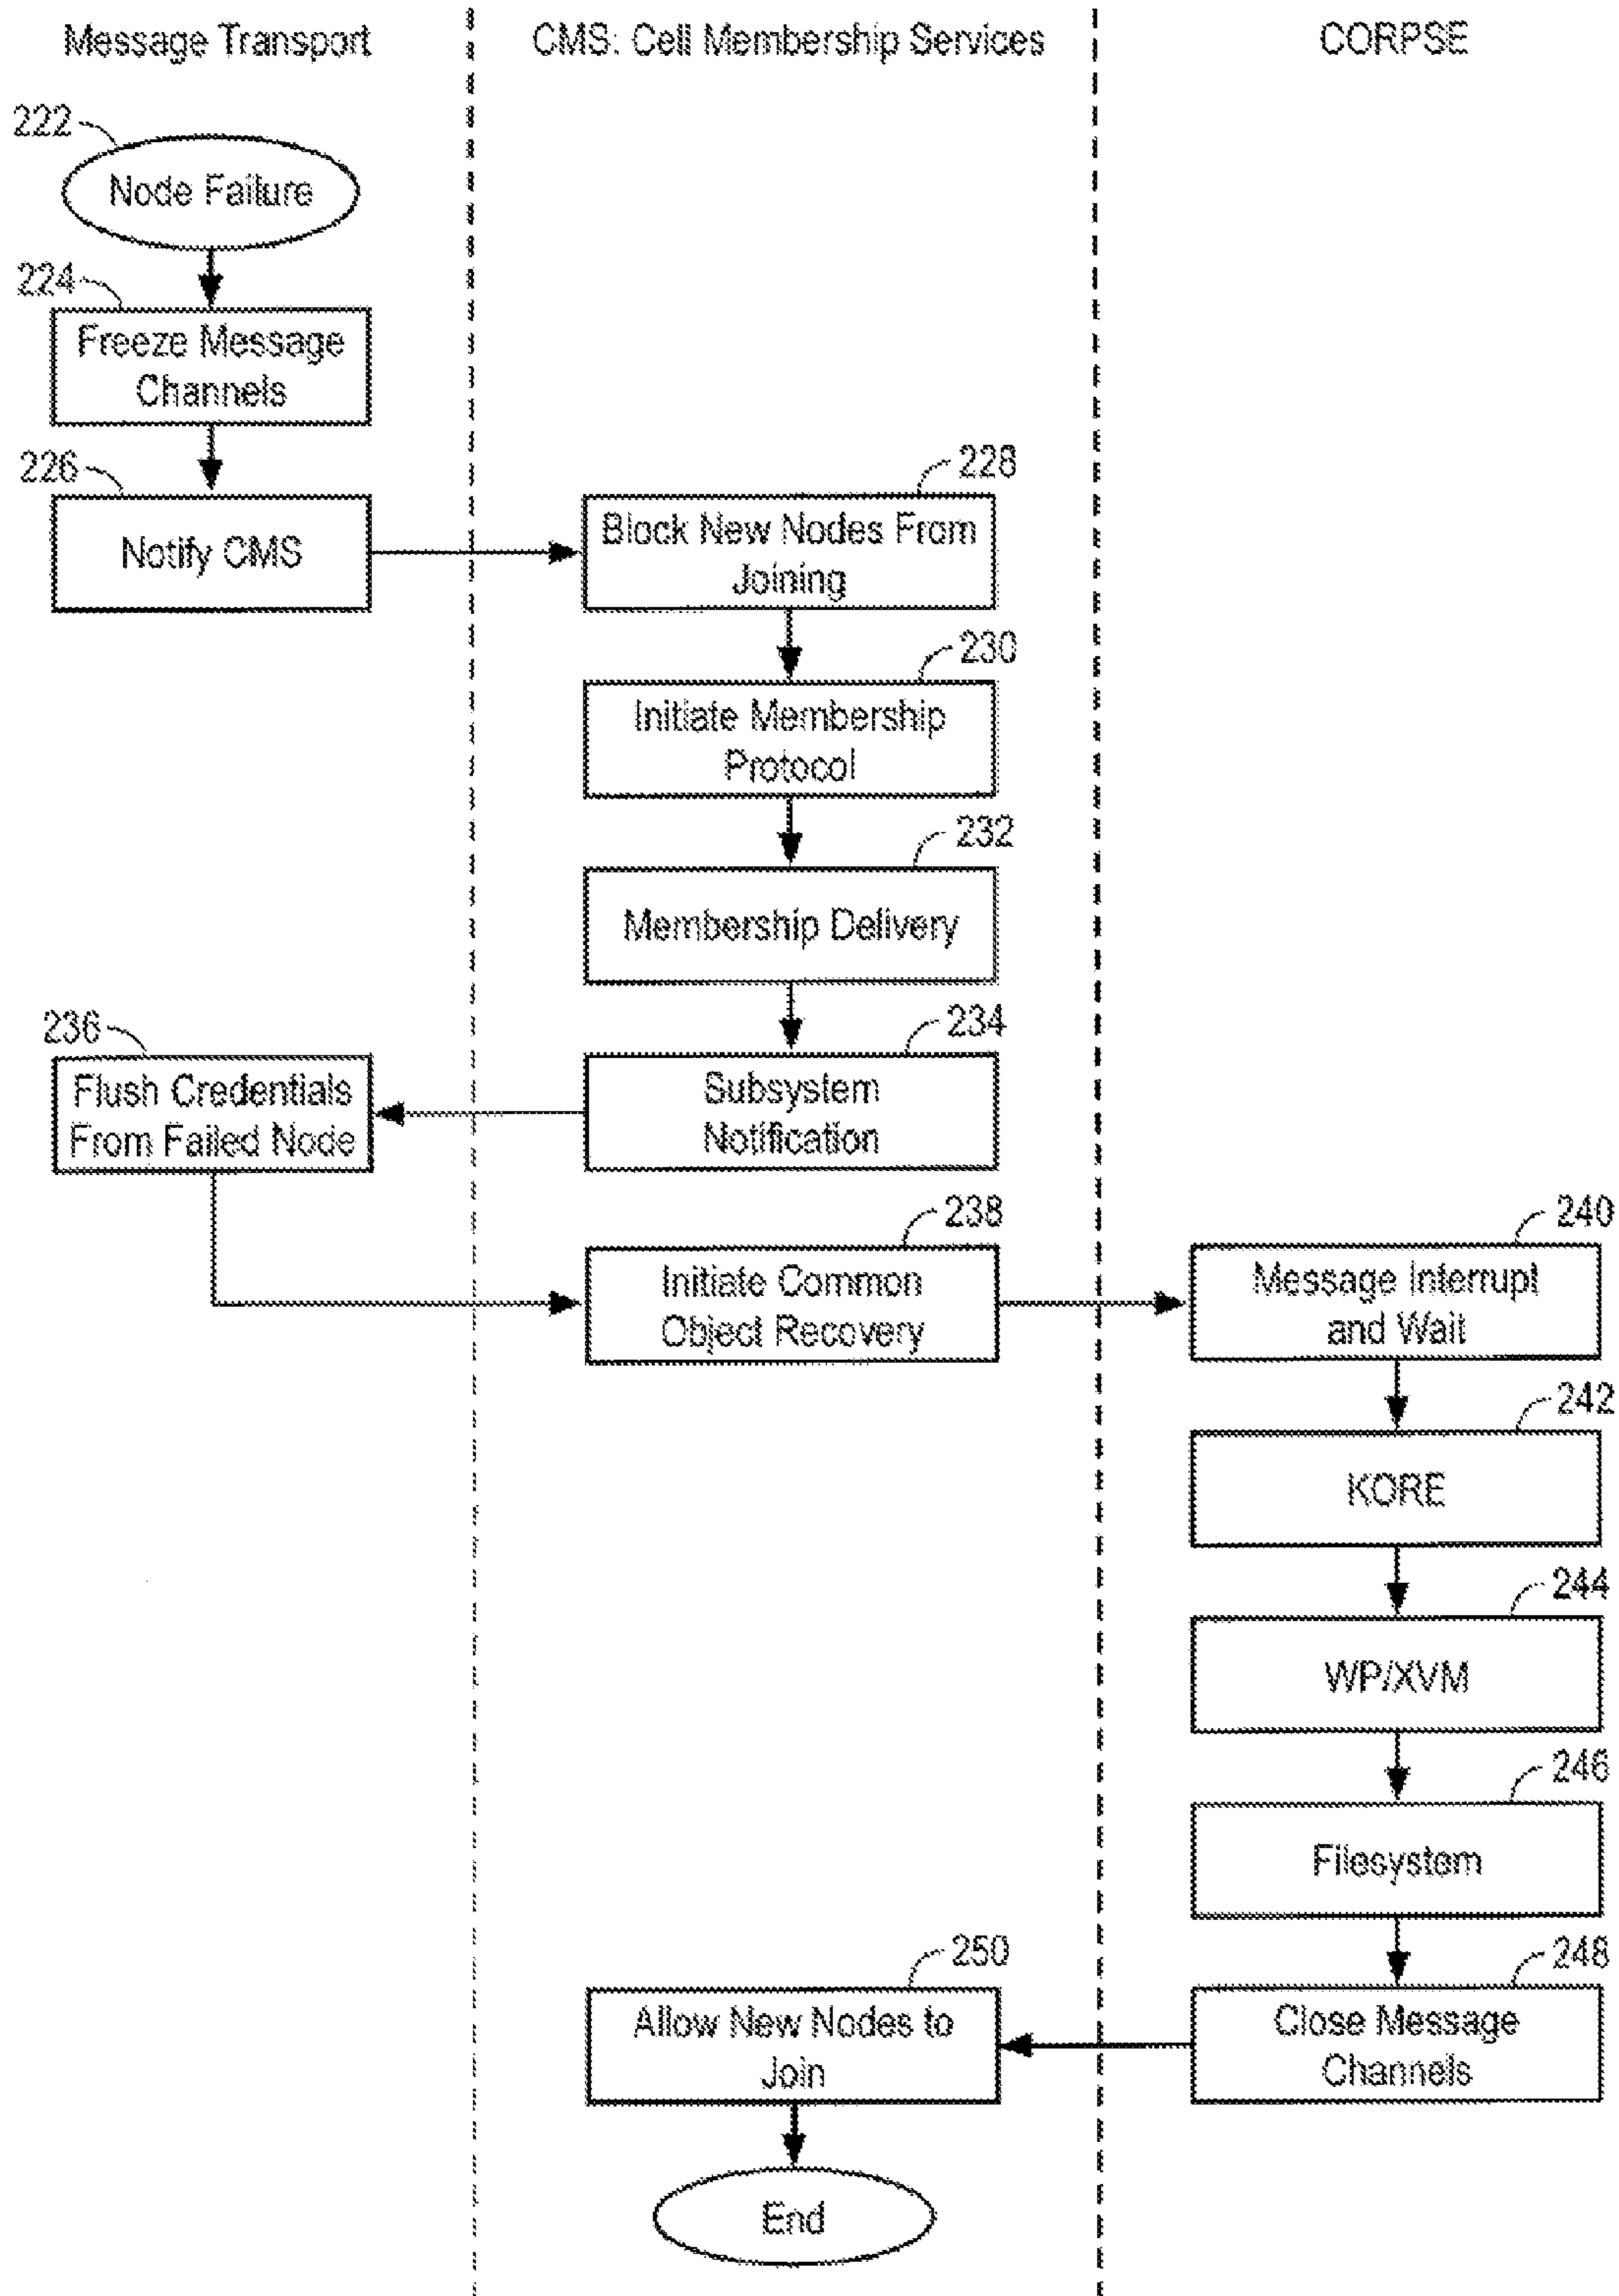 Message Transport
CMS: Cell Membership Services
CORPSE
222
Node Failure
224
Freeze Message
Channels
226
Notify CMS
228
Block New Nodes From
Joining
230
Initiate Membership
Protocol
232
Membership Delivery
234
Subsystem
Notification
236
Flush Credentials
From Failed Node
238
Initiate Common
Object Recovery
240
Message Interrupt
and Wait
242
KORE
244
WP/XVM
246
Filesystem
248
Close Message
Channels
250
Allow New Nodes to
Join
End